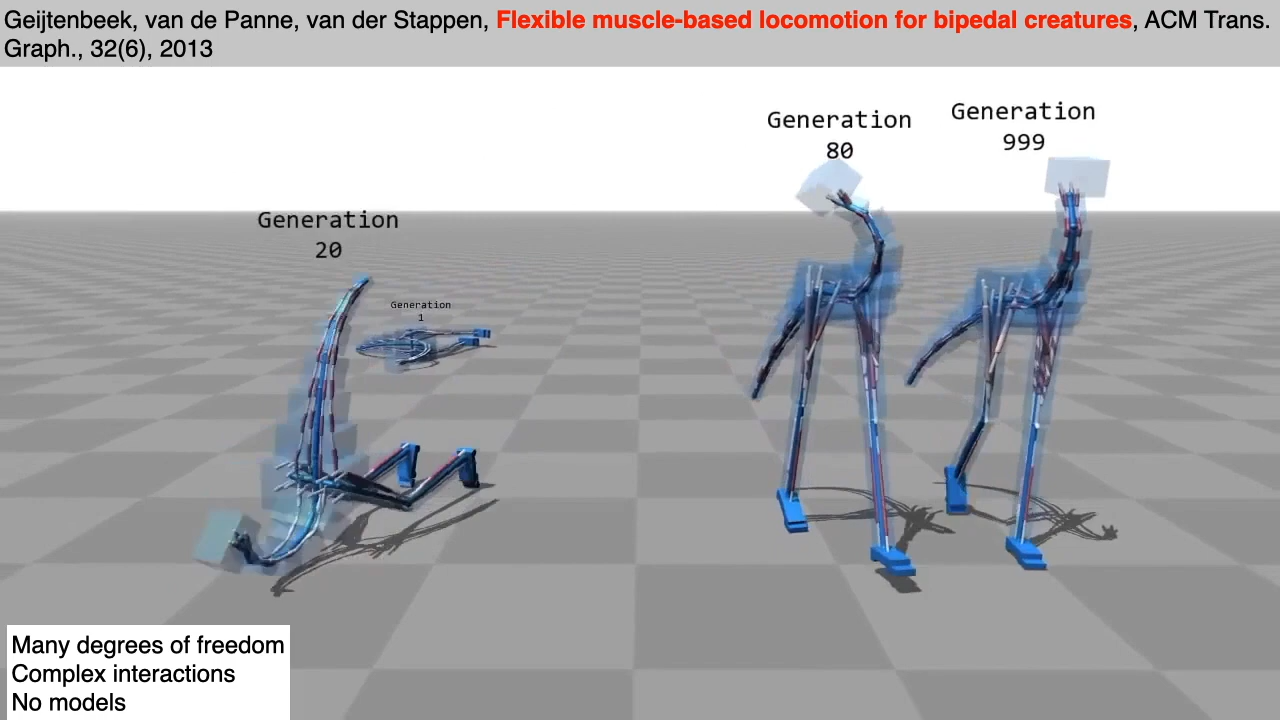 Geijtenbeek, van de Panne, van der Stappen, Flexible muscle-based locomotion for bipedal creatures, ACM Trans.
Graph., 32(6), 2013
Generation
80
Generation
999
Generation
20
Generation
1
Many degrees of freedom
Complex interactions
No models